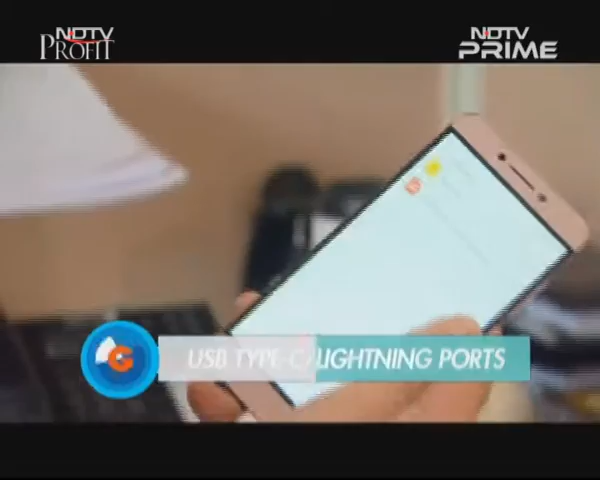 NDTV
PROFIT
NDTV
PRIME
G
USB TYPE-C/LIGHTNING PORTS